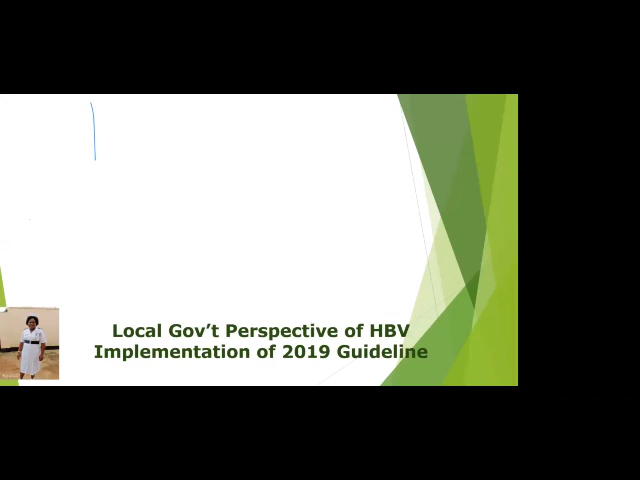 Local Gov't Perspective of HBV
Implementation of 2019 Guideline